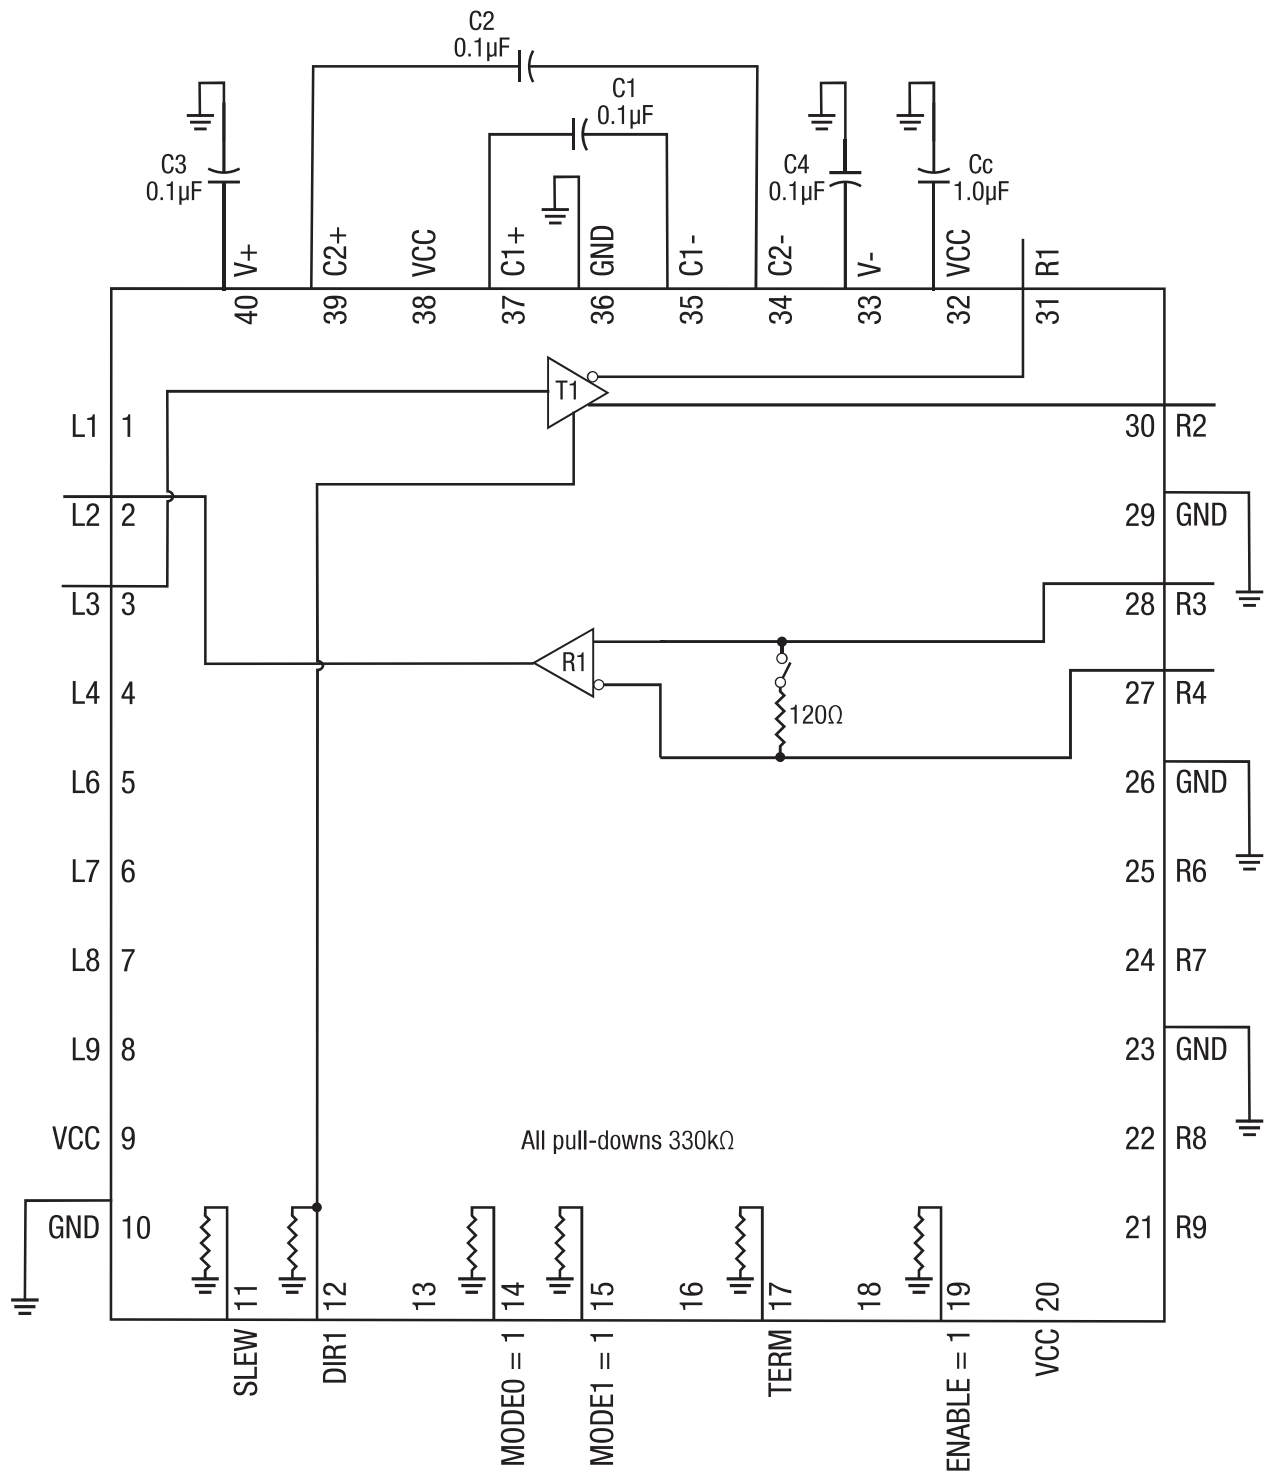 C2
0.1µF
C1
0.1µF
C3
0.1µF
C4
0.1µF
Cc
1.0µF
V+
C2+
VCC
C1+
GND
C1-
C2-
V-
VCC
R1
40
39
38
37
36
35
34
33
32
31
T1
L1 1
30 R2
L2 2
29 GND
L3 3
28 R3
R1
L4 4
27 R4
120Ω
L6 5
26 GND
L7 6
25 R6
L8 7
24 R7
L9 8
23 GND
VCC 9
All pull-downs 330kΩ
22 R8
GND 10
21 R9
11
12
13
14
15
16
17
18
19
20
SLEW
DIR1
MODE0 = 1
MODE1 = 1
TERM
ENABLE = 1
VCC